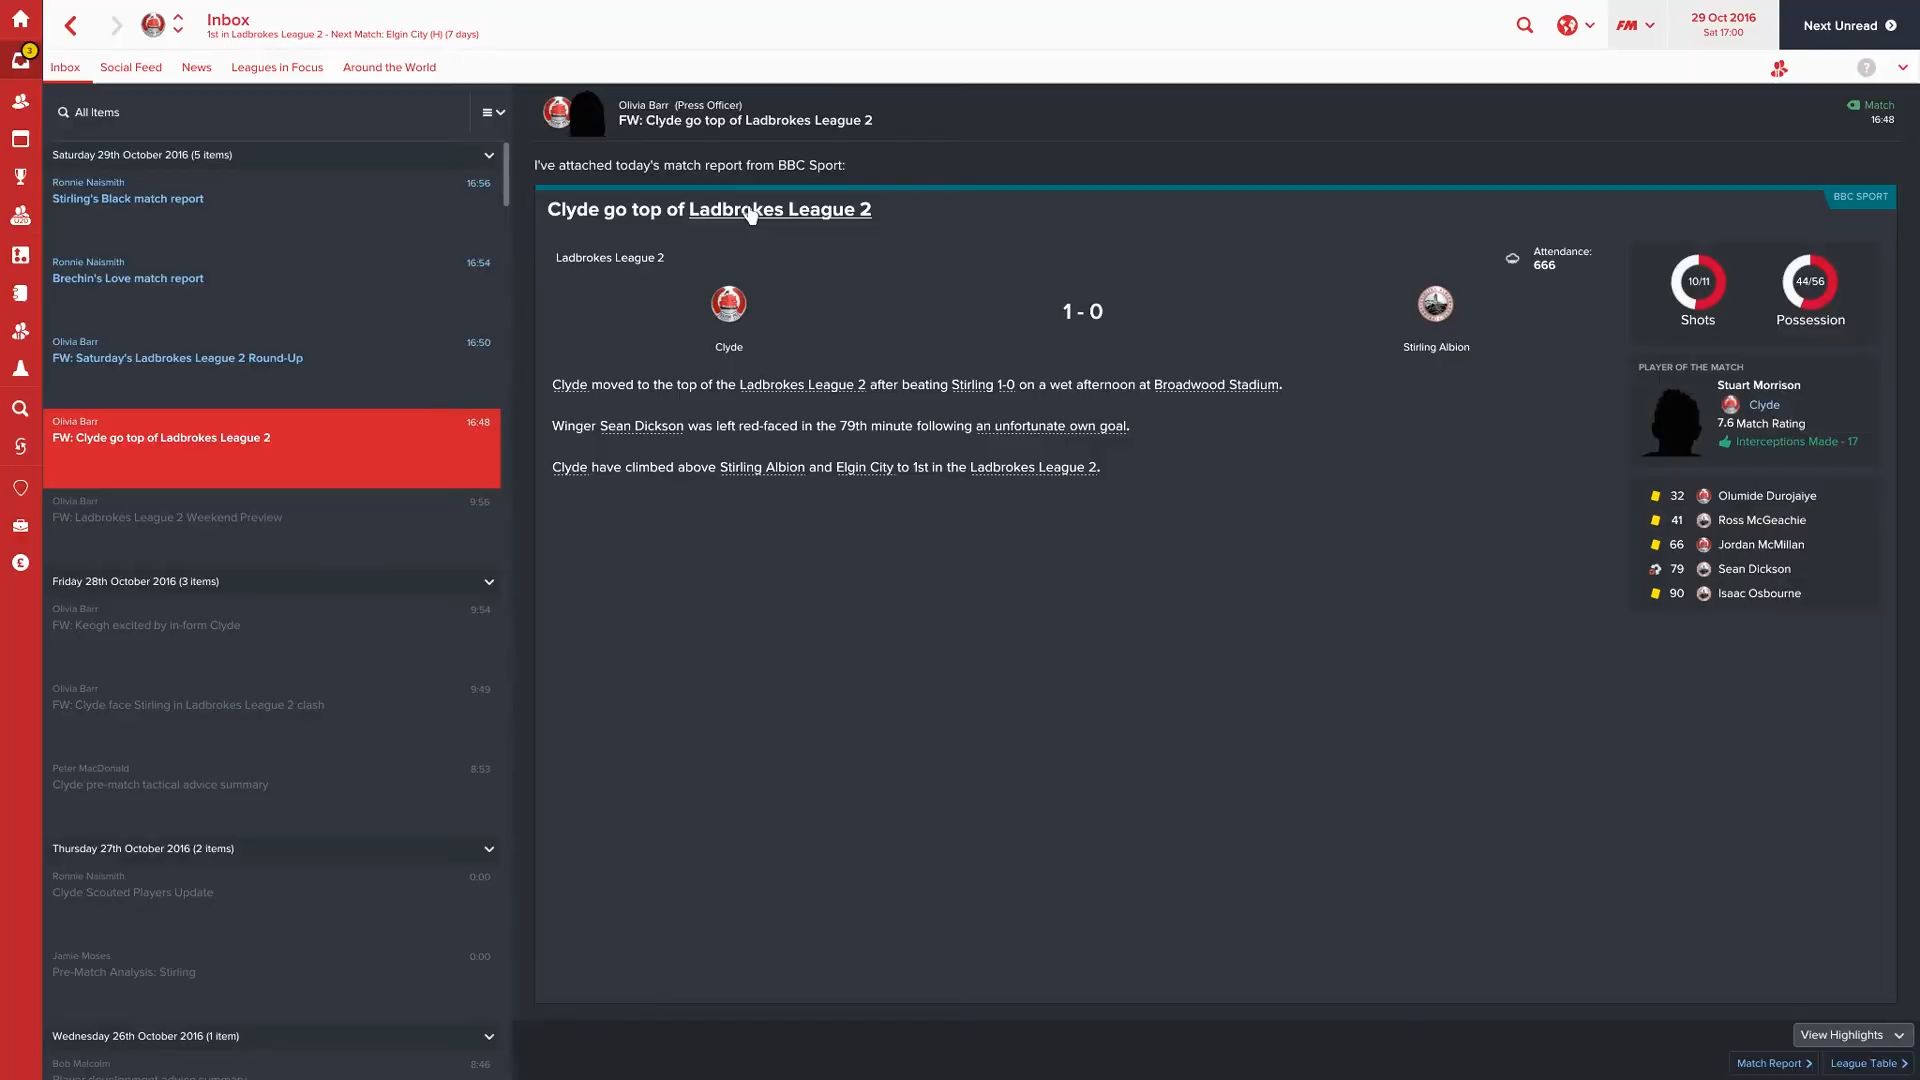 Inbox
1st in Ladbrokes League 2 - Next Match: Elgin City (H) (7 days)
FM
29 Oct 2016
Sat 17:00
Next Unread
3
Inbox
Social Feed
News
Leagues in Focus
Around the World
?
All Items
Saturday 29th October 2016 (5 items)
Ronnie Naismith 16:56
Stirling's Black match report
Ronnie Naismith 16:54
Brechin's Love match report
Olivia Barr 16:50
FW: Saturday's Ladbrokes League 2 Round-Up
Olivia Barr 16:48
FW: Clyde go top of Ladbrokes League 2
Olivia Barr 9:56
FW: Ladbrokes League 2 Weekend Preview
Friday 28th October 2016 (3 items)
Olivia Barr 9:54
FW: Keogh excited by in-form Clyde
Olivia Barr 9:49
FW: Clyde face Stirling in Ladbrokes League 2 clash
Peter MacDonald 8:53
Clyde pre-match tactical advice summary
Thursday 27th October 2016 (2 items)
Ronnie Naismith 0:00
Clyde Scouted Players Update
Jamie Moses 0:00
Pre-Match Analysis: Stirling
Wednesday 26th October 2016 (1 item)
Bob Malcolm 8:46
Player development advice summary
Olivia Barr (Press Officer)
FW: Clyde go top of Ladbrokes League 2
Match
16:48
I've attached today's match report from BBC Sport:
BBC SPORT
Clyde go top of Ladbrokes League 2
Ladbrokes League 2
Attendance:
666
1 - 0
Clyde
Stirling Albion
Clyde moved to the top of the Ladbrokes League 2 after beating Stirling 1-0 on a wet afternoon at Broadwood Stadium.
Winger Sean Dickson was left red-faced in the 79th minute following an unfortunate own goal.
Clyde have climbed above Stirling Albion and Elgin City to 1st in the Ladbrokes League 2.
10/11
Shots
44/56
Possession
PLAYER OF THE MATCH
Stuart Morrison
Clyde
7.6 Match Rating
Interceptions Made - 17
32 Olumide Durojaiye
41 Ross McGeachie
66 Jordan McMillan
79 Sean Dickson
90 Isaac Osbourne
View Highlights
Match Report
League Table